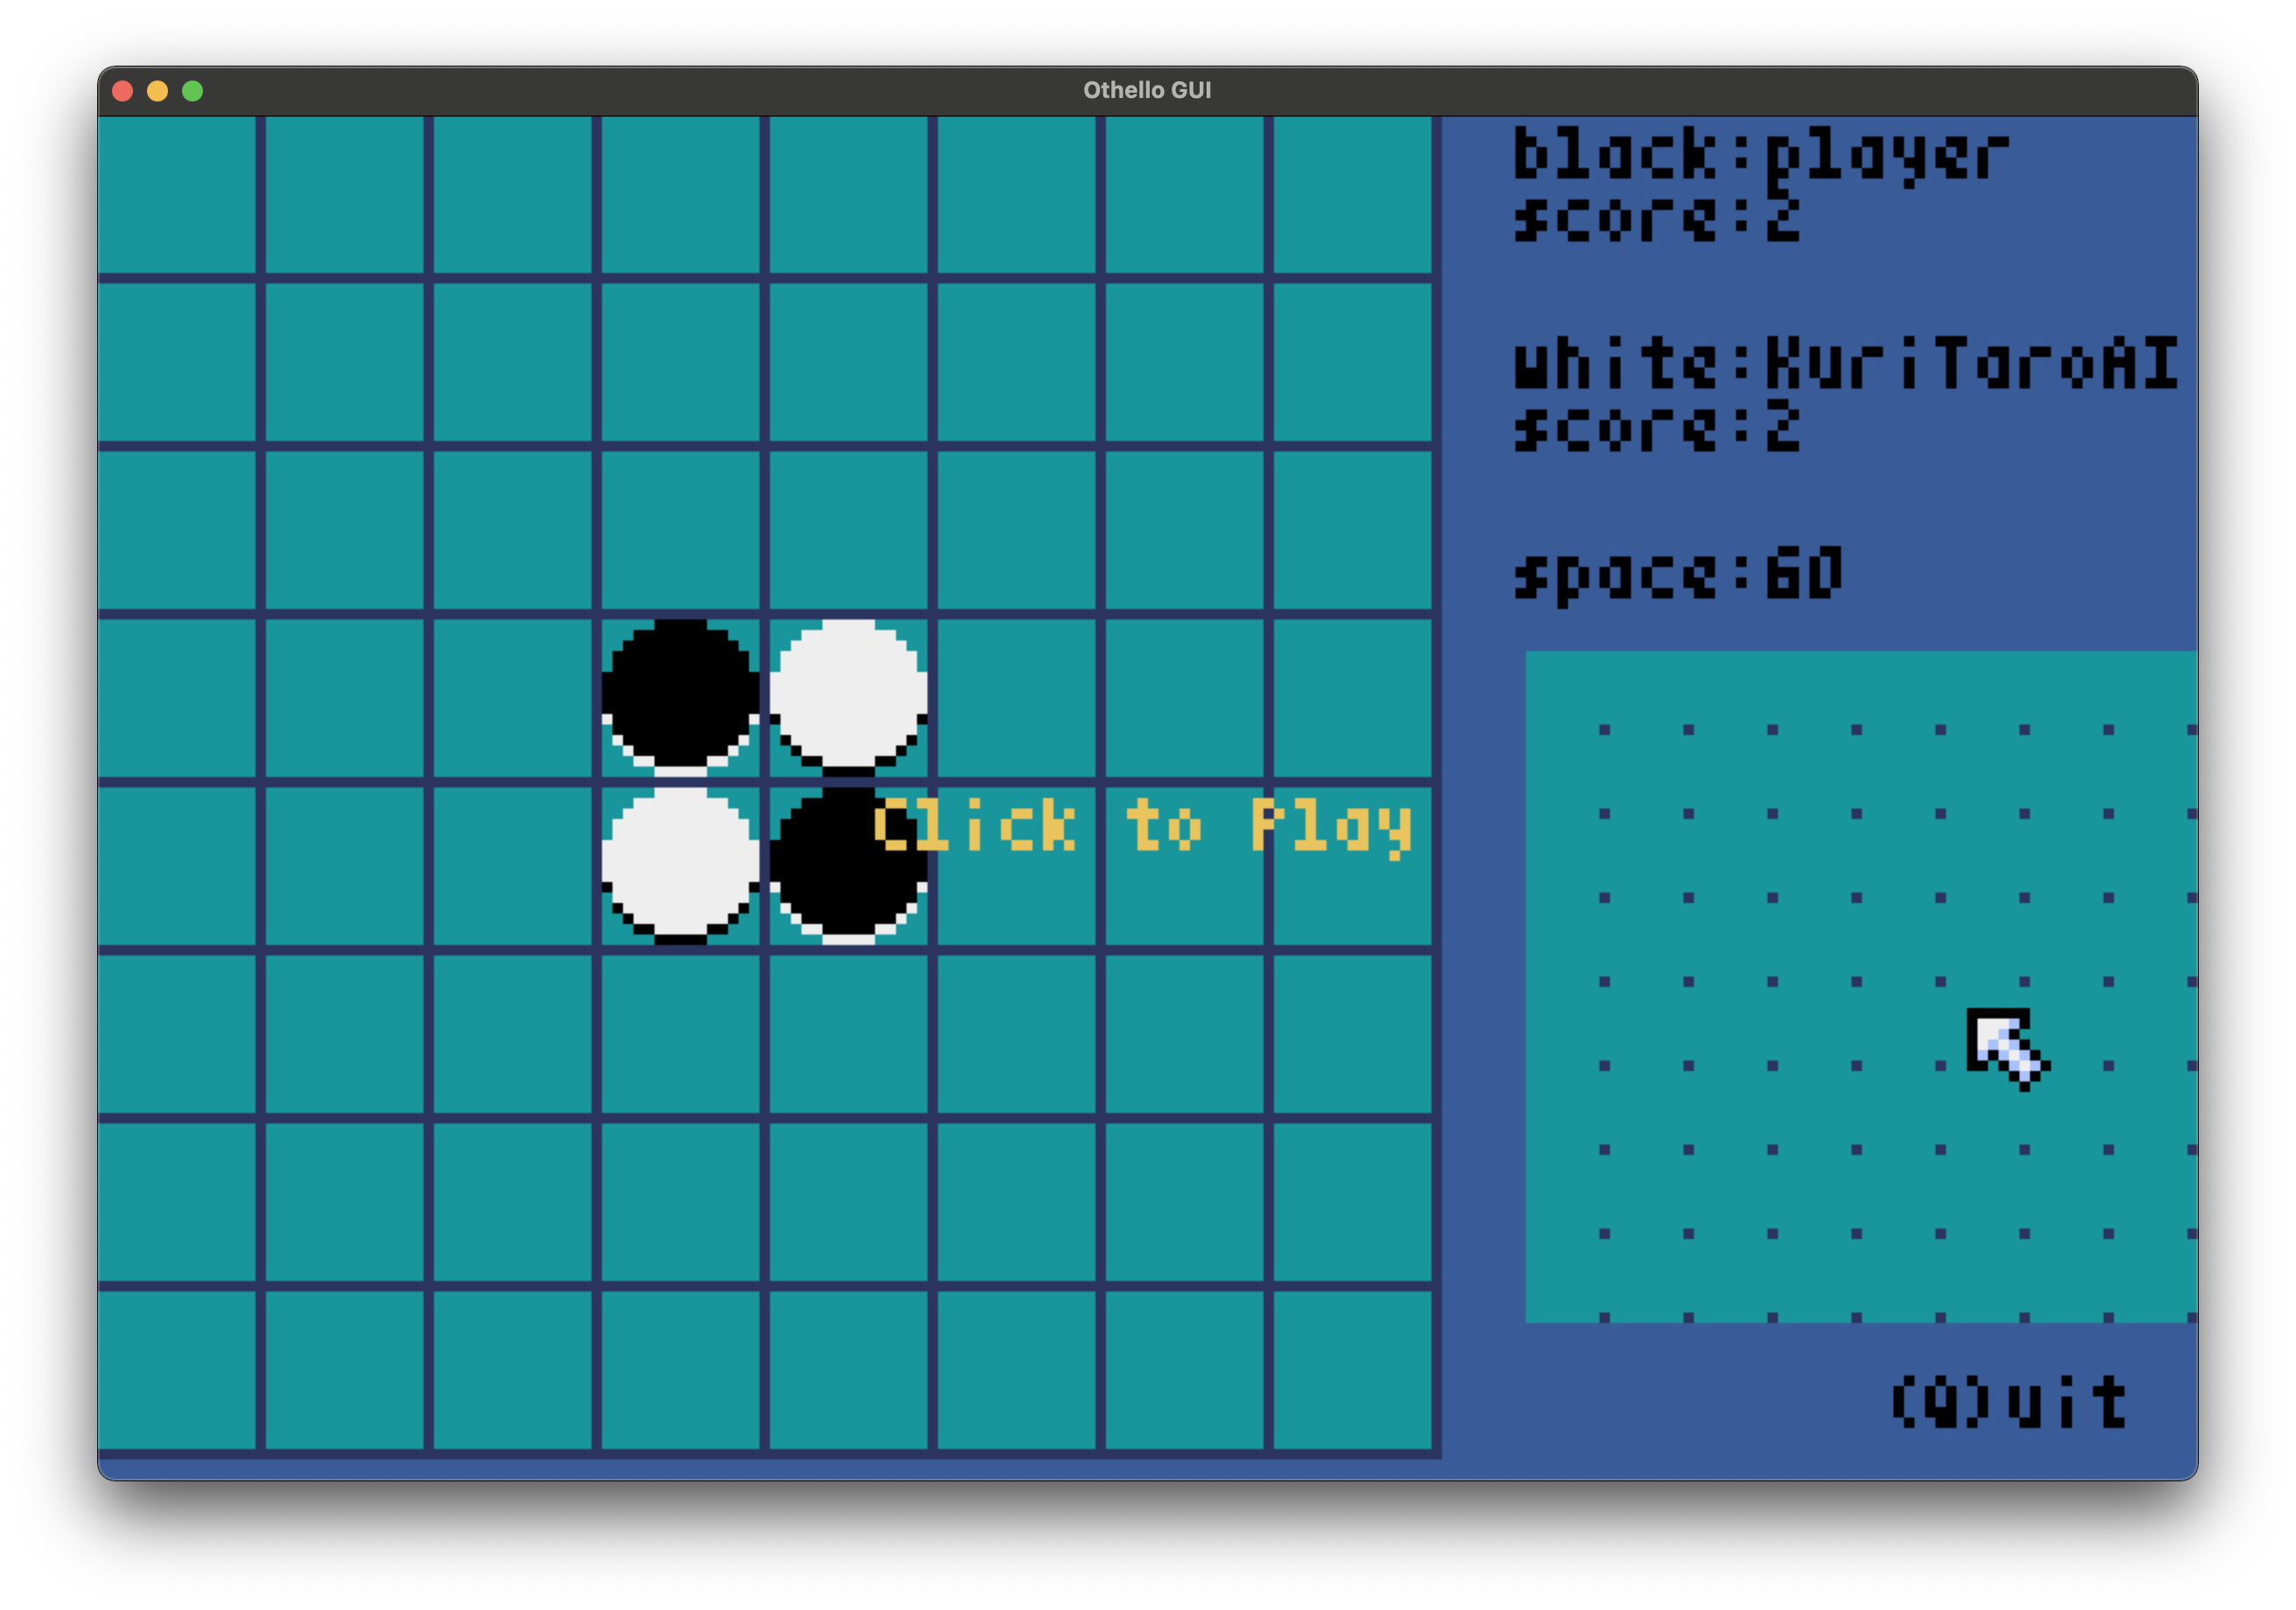 Othello GUI
black:player
score:2
white:KuriTaroAI
score:2
space:60
Click to Play
(Q)uit